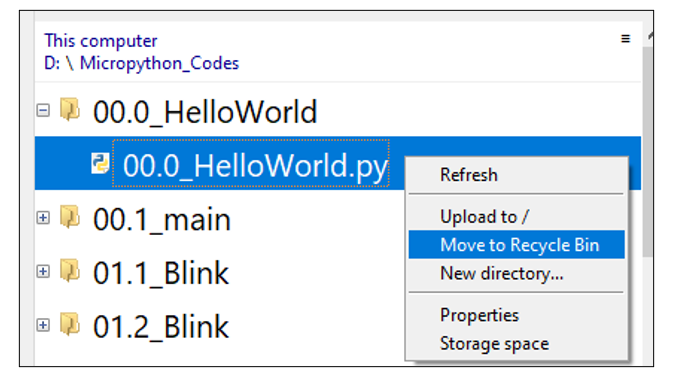 This computer
D: \ Micropython_Codes
00.0_HelloWorld
00.0_HelloWorld.py
00.1_main
01.1_Blink
01.2_Blink
Refresh
Upload to /
Move to Recycle Bin
New directory...
Properties
Storage space